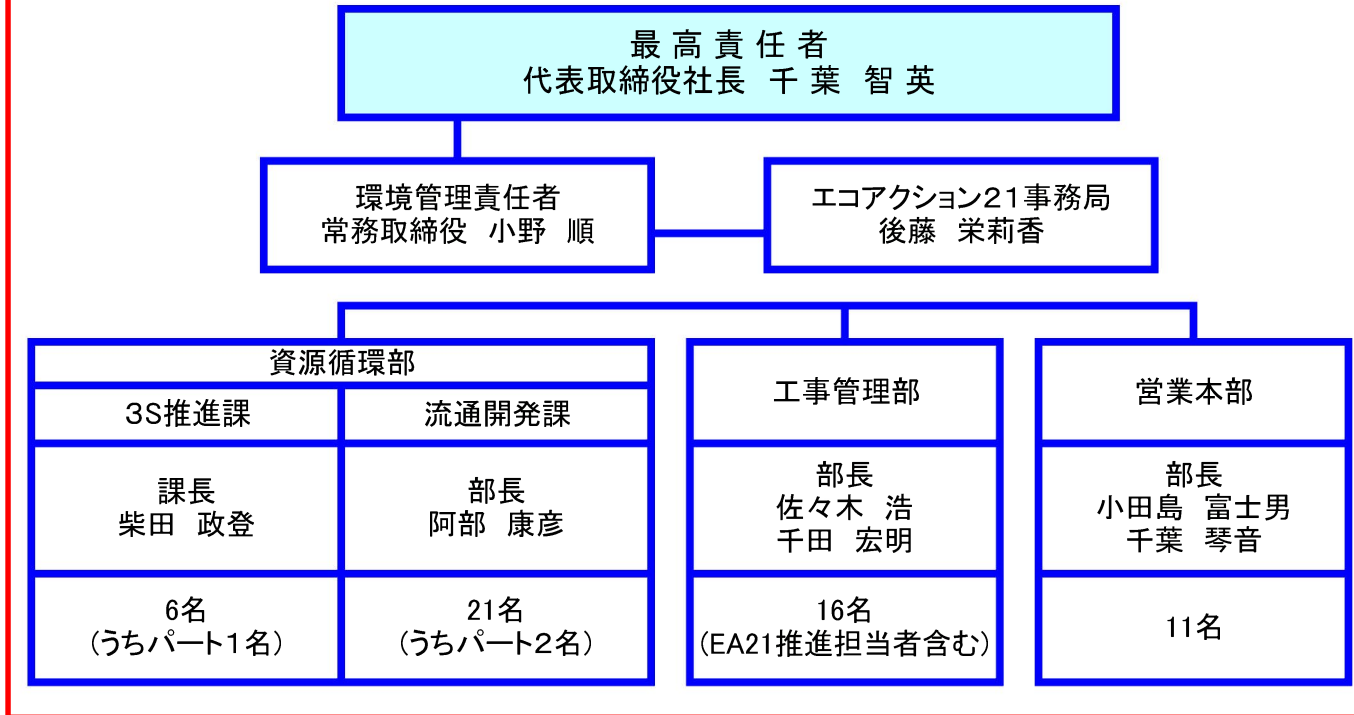 最 高 責 任 者
代表取締役社長　千 葉　智 英
環境管理責任者
常務取締役　小野　順
エコアクション２１事務局
後藤　栄莉香
資源循環部
３S推進課
流通開発課
課長
柴田　政登
部長
阿部　康彦
6名
(うちパート１名)
21名
(うちパート２名)
工事管理部
部長
佐々木　浩
千田　宏明
16名
(EA21推進担当者含む)
営業本部
部長
小田島　富士男
千葉　琴音
11名